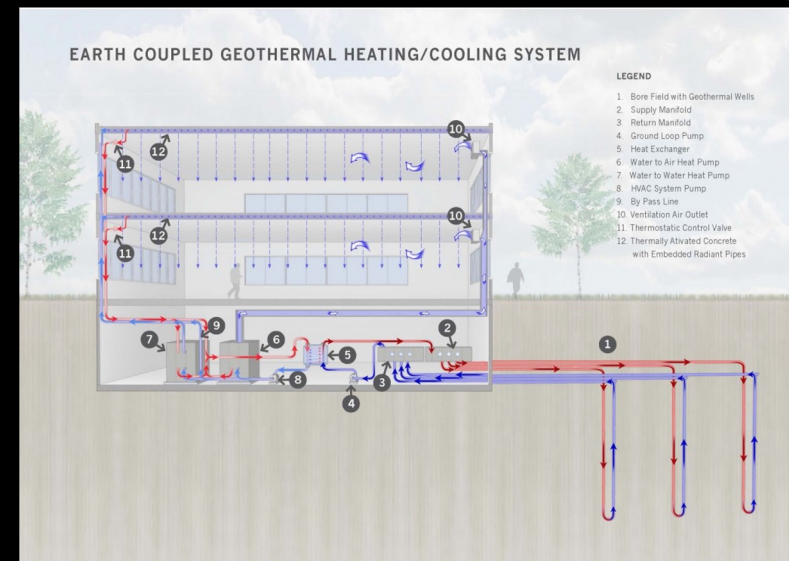 EARTH COUPLED GEOTHERMAL HEATING/COOLING SYSTEM
LEGEND
1. Bore Field with Geothermal Wells
2. Supply Manifold
3. Return Manifold
4. Ground Loop Pump
5. Heat Exchanger
6. Water to Air Heat Pump
7. Water to Water Heat Pump
8. HVAC System Pump
9. By Pass Line
10. Ventilation Air Outlet
11. Thermostatic Control Valve
12. Thermally Ativated Concrete
with Embedded Radiant Pipes
10
12
11
10
12
11
9
7
6
5
2
1
3
8
4